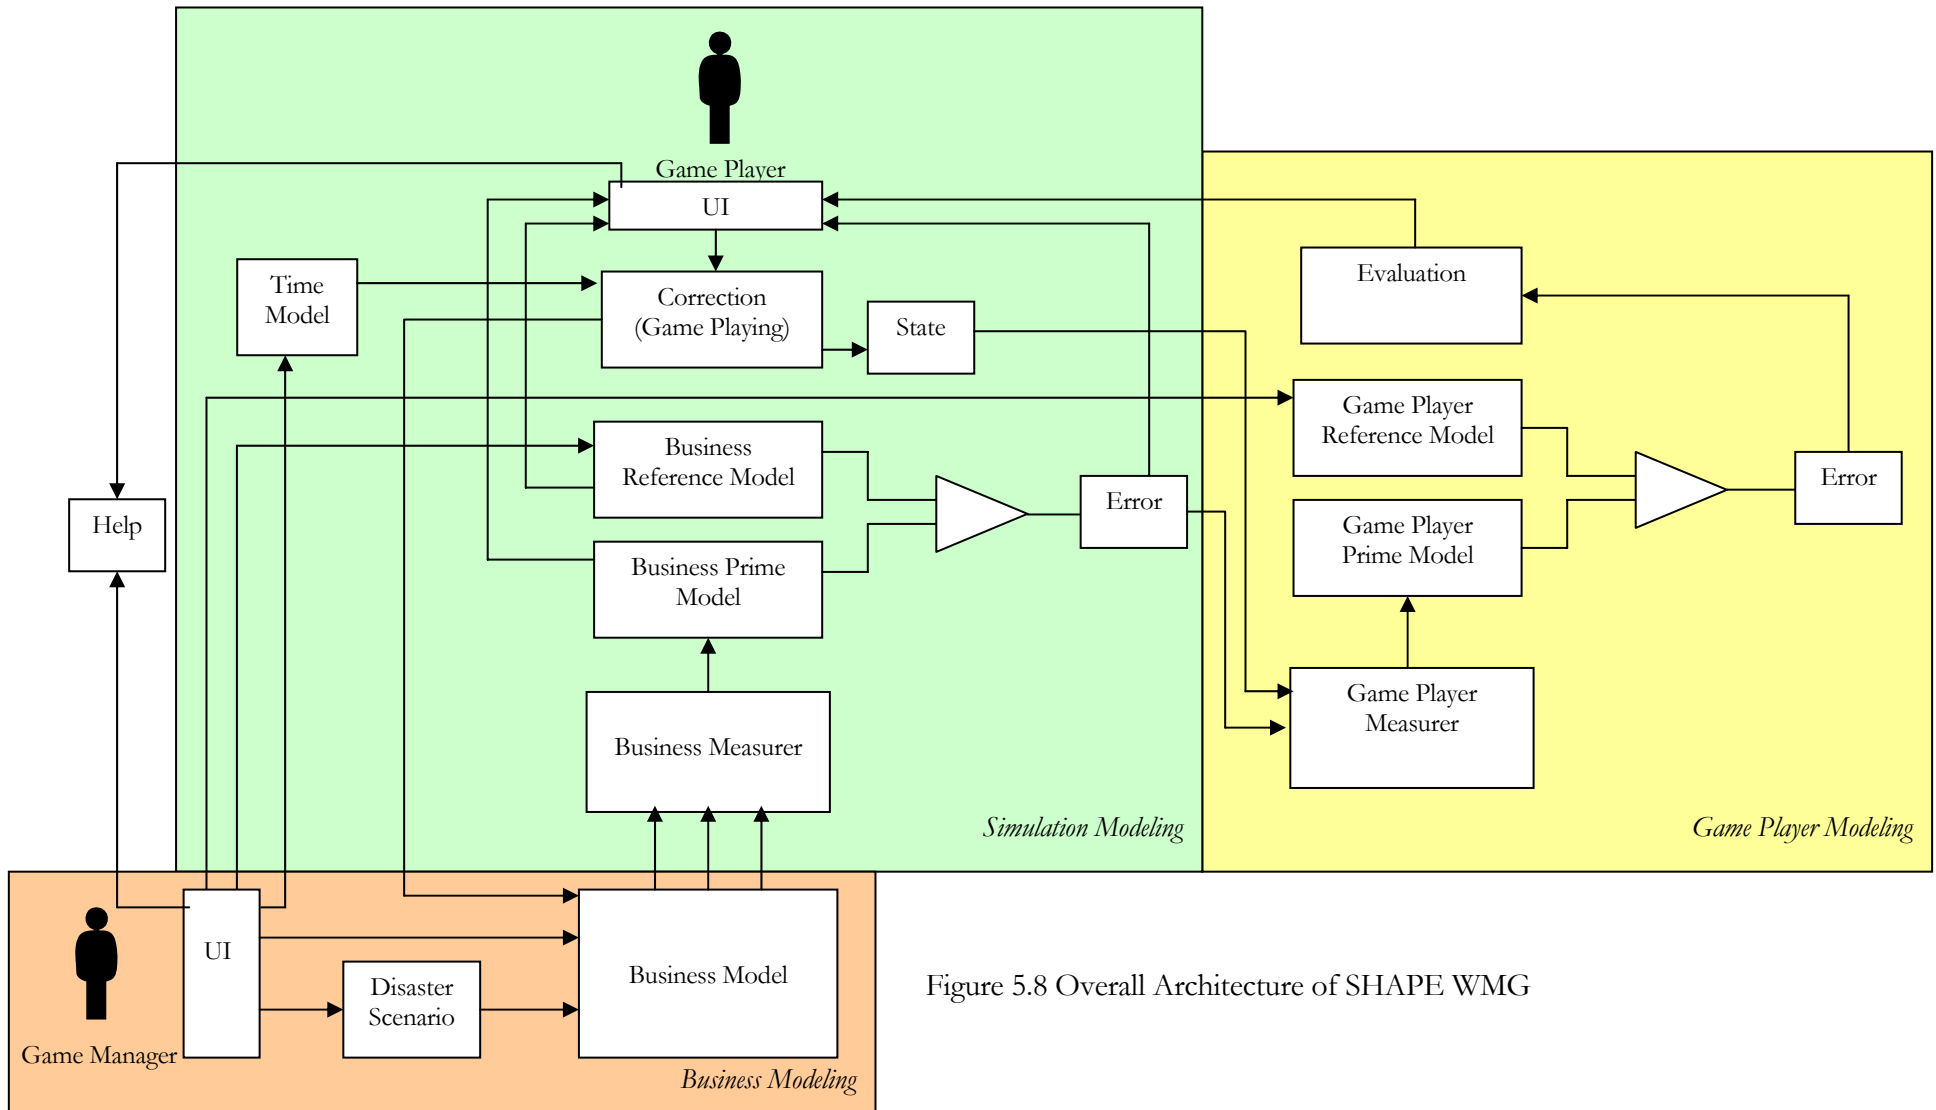 Game Player
UI
Time
Model
Correction
(Game Playing)
State
Evaluation
Game Player
Reference Model
Business
Reference Model
Error
Error
Help
Game Player
Prime Model
Business Prime
Model
Game Player
Measurer
Business Measurer
Simulation Modeling
Game Player Modeling
UI
Business Model
Disaster
Scenario
Game Manager
Business Modeling
Figure 5.8 Overall Architecture of SHAPE WMG